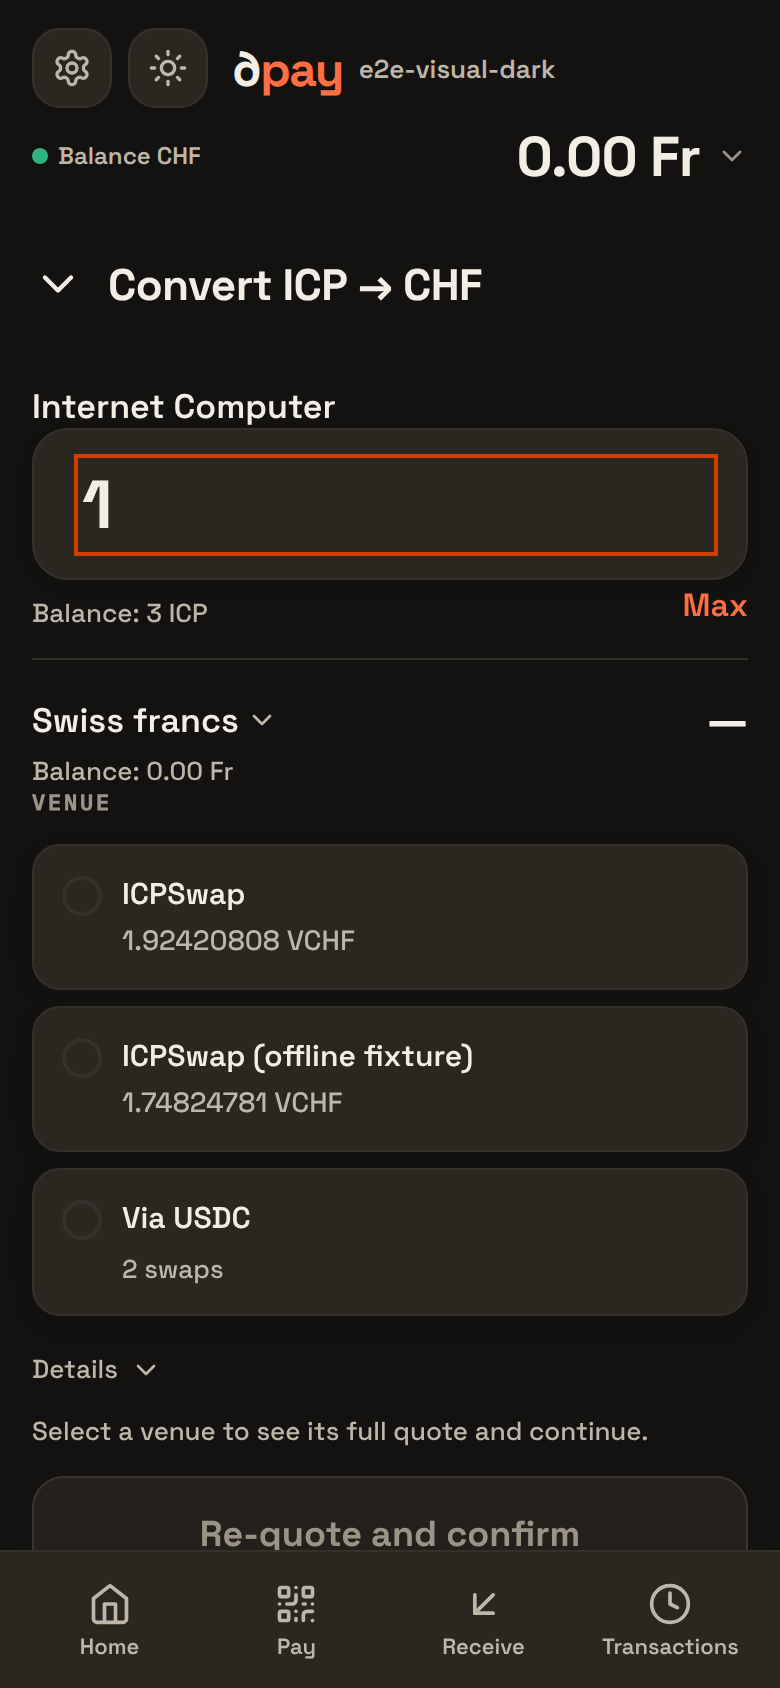 ∂pay e2e-visual-dark
Balance CHF 0.00 Fr
Convert ICP → CHF
Internet Computer
1
Balance: 3 ICP Max
Swiss francs —
Balance: 0.00 Fr
VENUE
ICPSwap
1.92420808 VCHF
ICPSwap (offline fixture)
1.74824781 VCHF
Via USDC
2 swaps
Details
Select a venue to see its full quote and continue.
Re-quote and confirm
Home Pay Receive Transactions